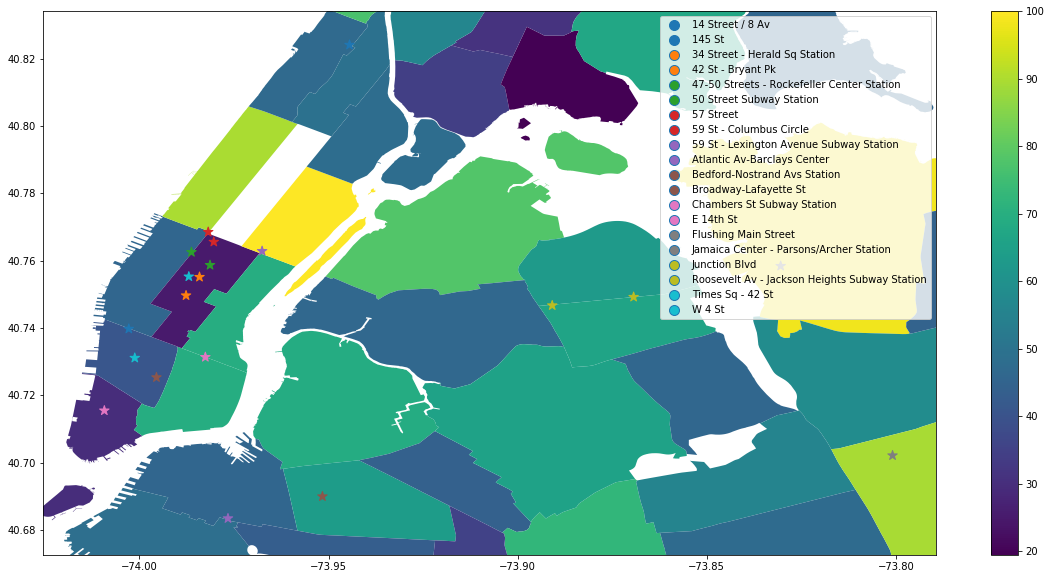 14 Street / 8 Av
145 St
34 Street - Herald Sq Station
42 St - Bryant Pk
47-50 Streets - Rockefeller Center Station
50 Street Subway Station
57 Street
59 St - Columbus Circle
59 St - Lexington Avenue Subway Station
Atlantic Av-Barclays Center
Bedford-Nostrand Avs Station
Broadway-Lafayette St
Chambers St Subway Station
E 14th St
Flushing Main Street
Jamaica Center - Parsons/Archer Station
Junction Blvd
Roosevelt Av - Jackson Heights Subway Station
Times Sq - 42 St
W 4 St
40.82
40.80
40.78
40.76
40.74
40.72
40.70
40.68
−74.00
−73.95
−73.90
−73.85
−73.80
100
90
80
70
60
50
40
30
20